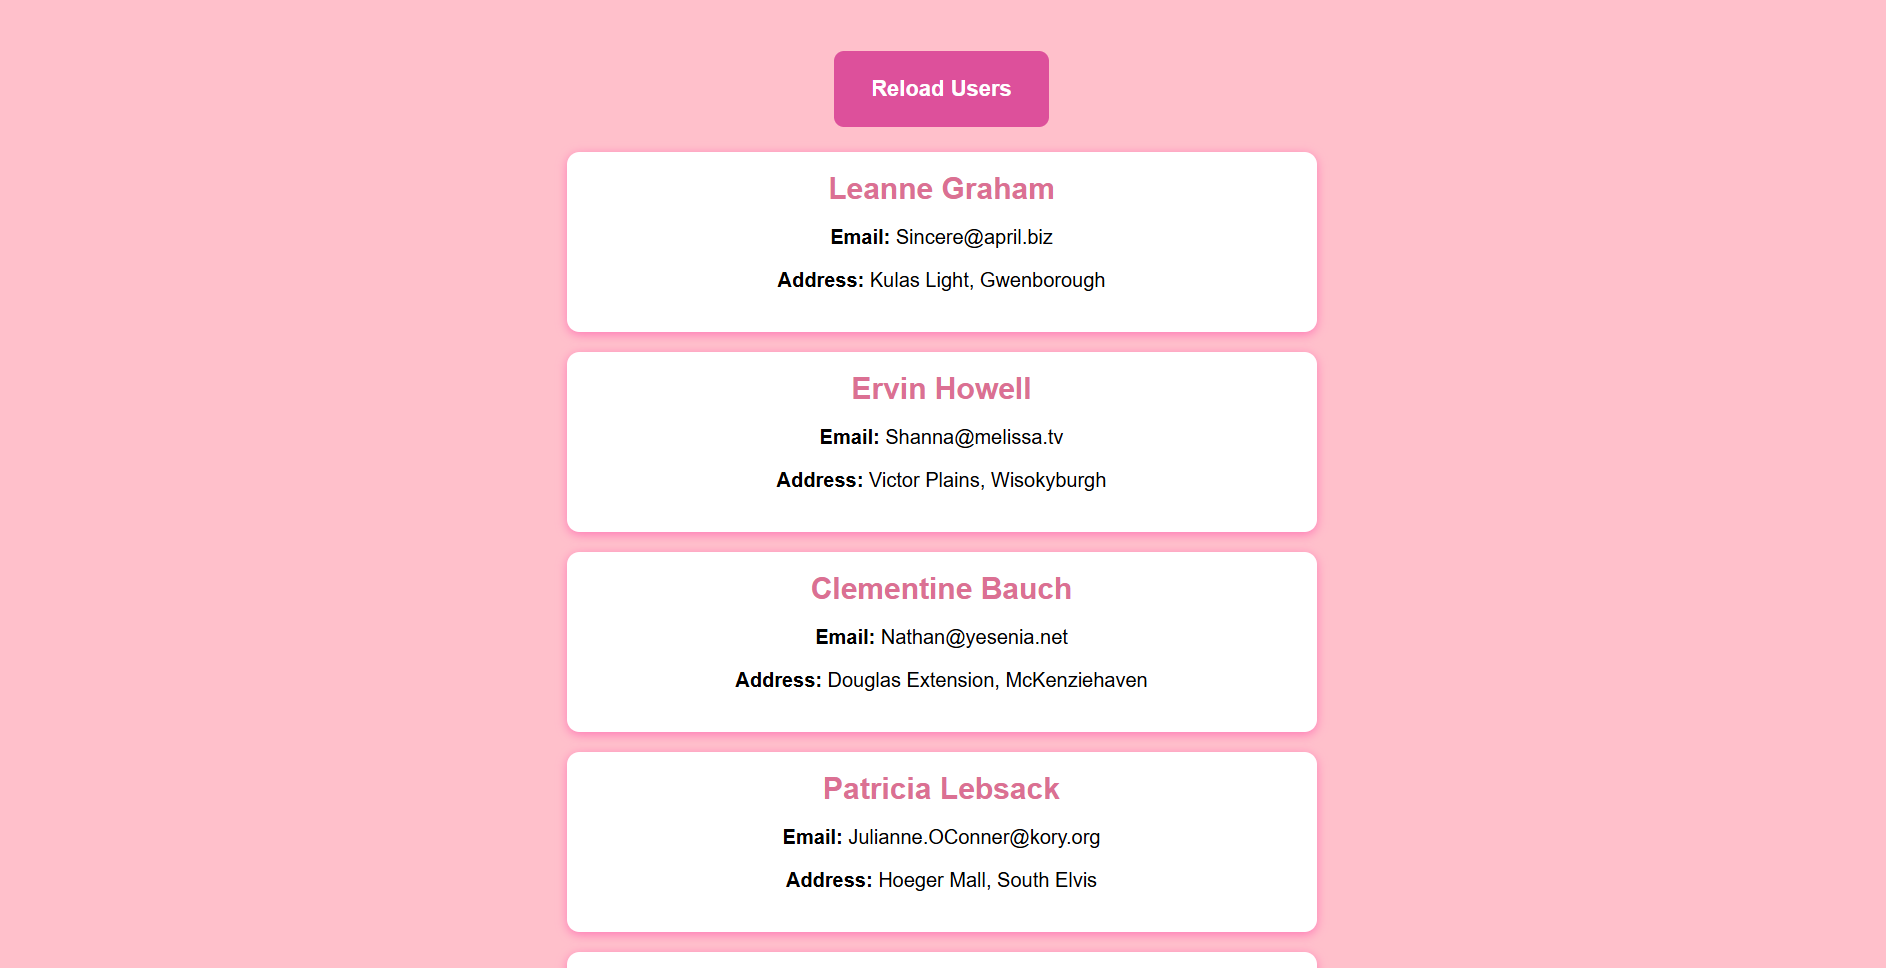 Reload Users
Leanne Graham
Email: Sincere@april.biz
Address: Kulas Light, Gwenborough
Ervin Howell
Email: Shanna@melissa.tv
Address: Victor Plains, Wisokyburgh
Clementine Bauch
Email: Nathan@yesenia.net
Address: Douglas Extension, McKenziehaven
Patricia Lebsack
Email: Julianne.OConner@kory.org
Address: Hoeger Mall, South Elvis